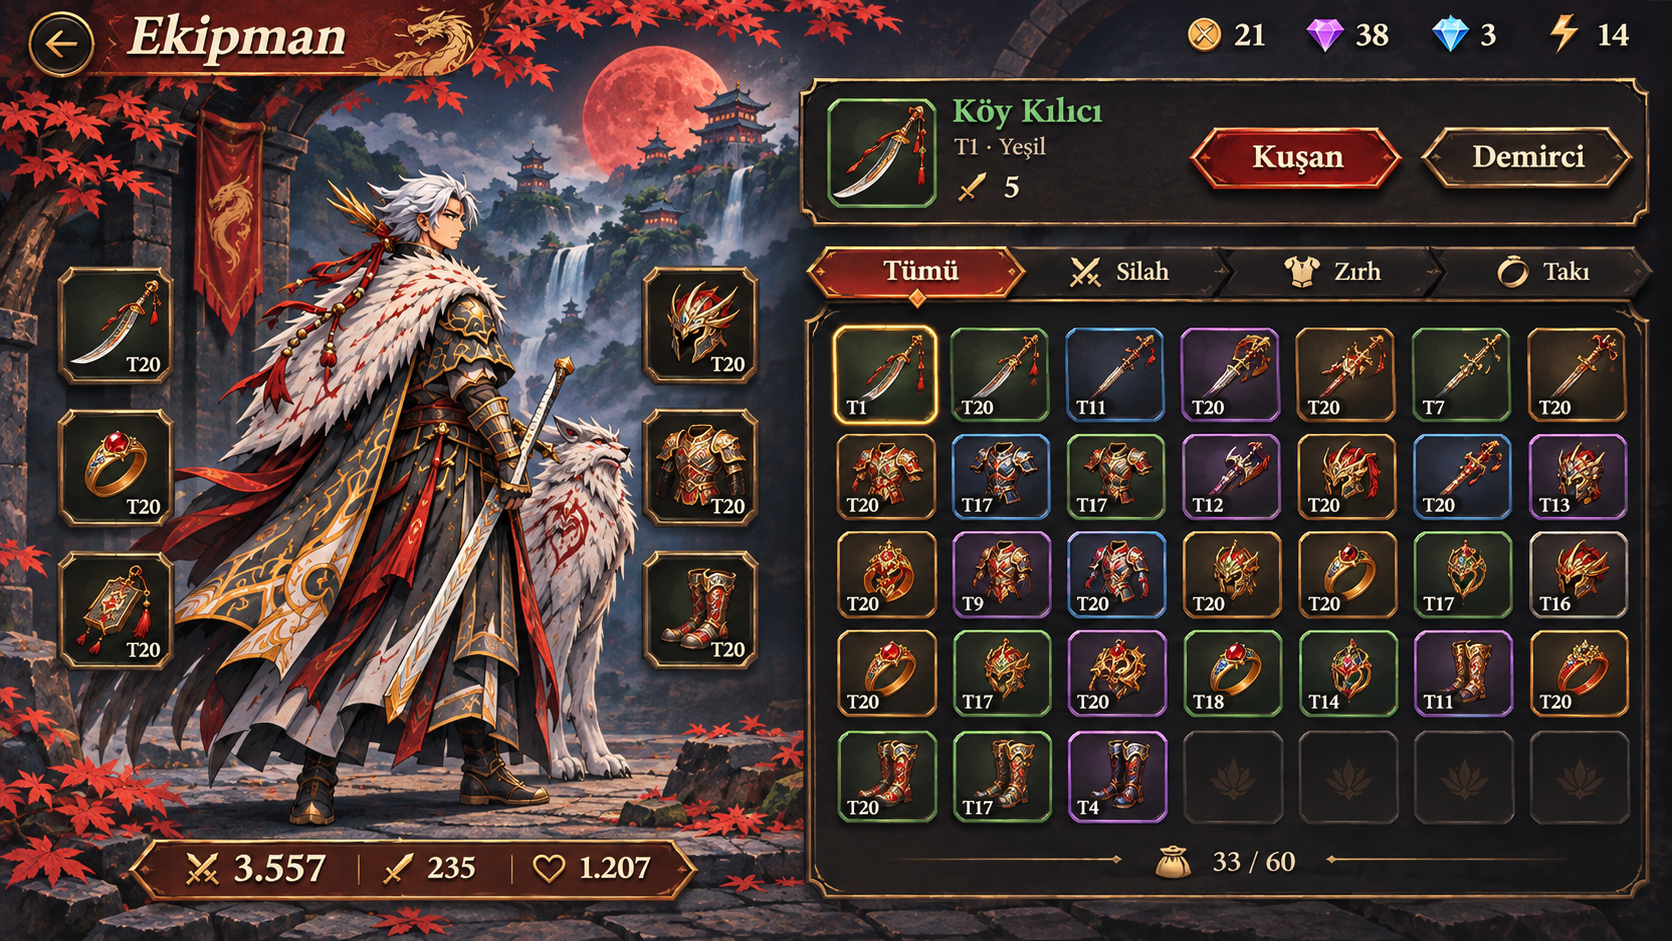 Ekipman
21
38
3
14
Köy Kılıcı
T1 · Yeşil
5
Kuşan
Demirci
Tümü
Silah
Zırh
Takı
T20
T20
T20
T20
T20
T20
T1
T20
T11
T20
T20
T7
T20
T20
T17
T17
T12
T20
T20
T13
T20
T9
T20
T20
T20
T17
T16
T20
T17
T20
T18
T14
T11
T20
T20
T17
T4
3.557
235
1.207
33 / 60